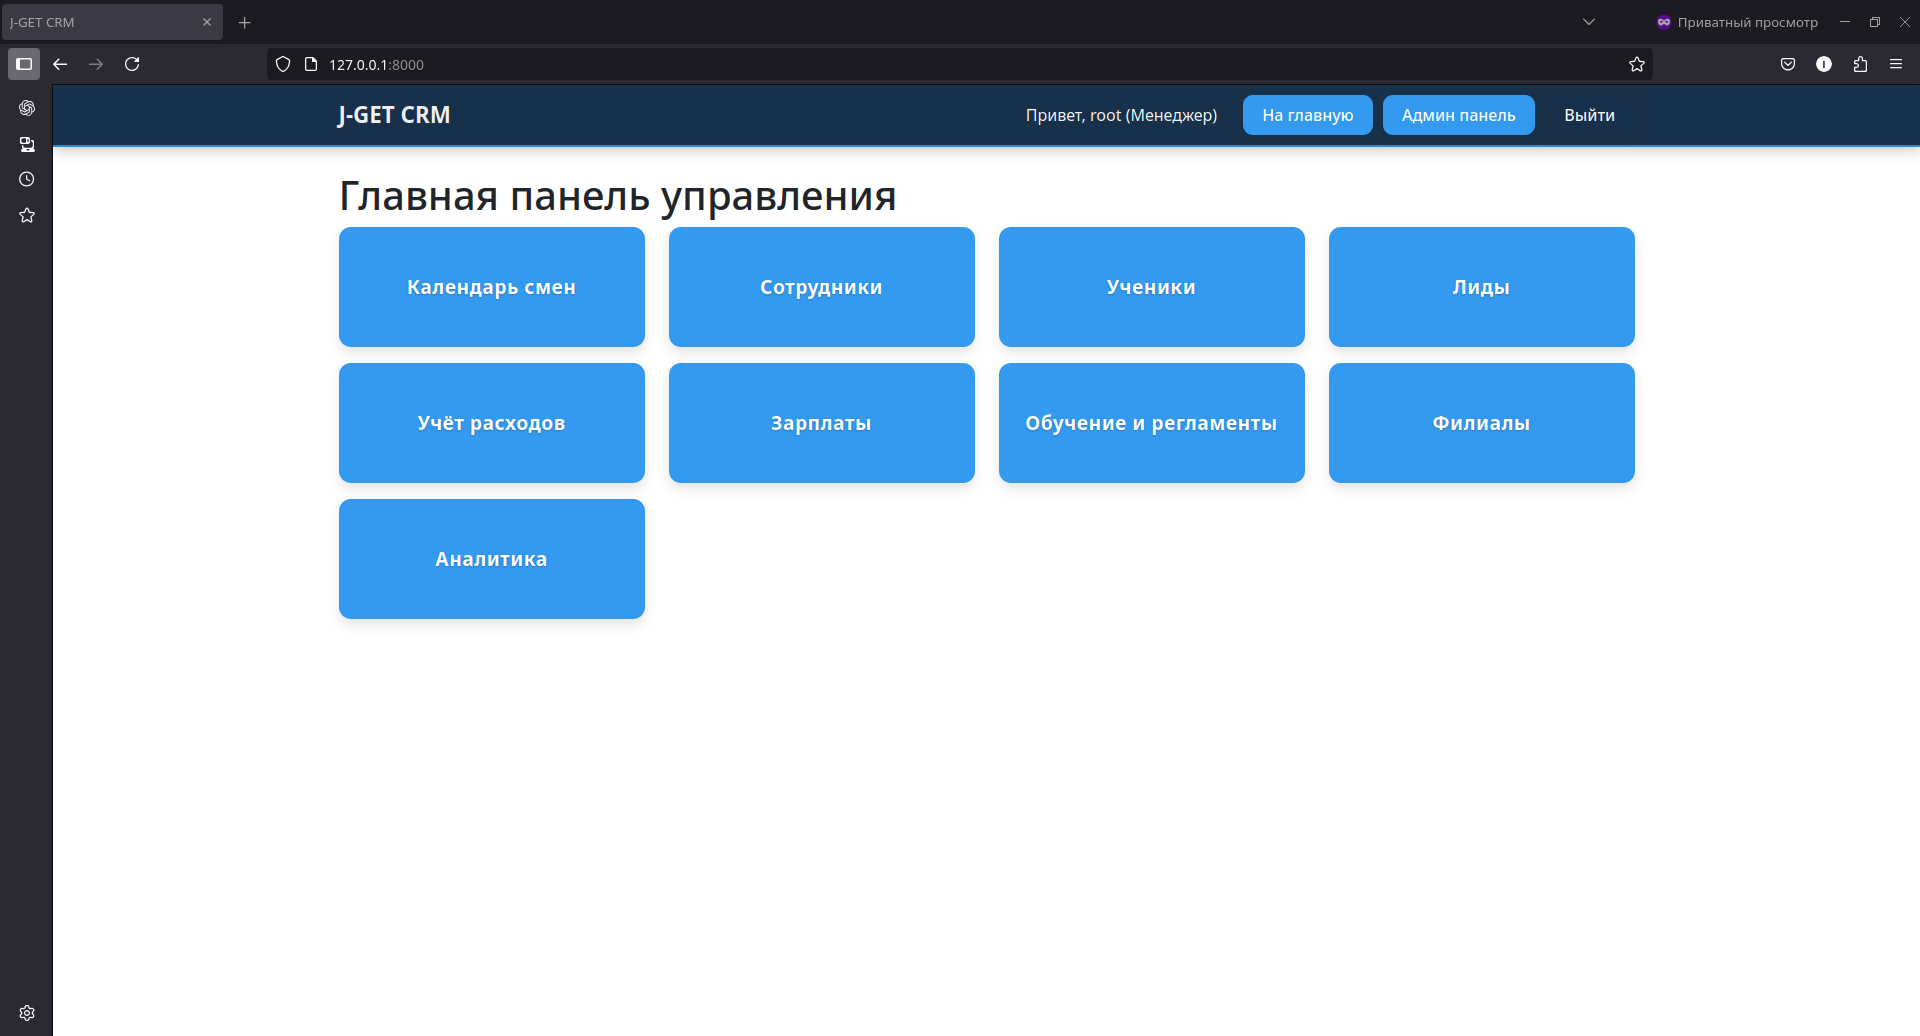 J-GET CRM
Приватный просмотр
127.0.0.1:8000
J-GET CRM
Привет, root (Менеджер)
На главную
Админ панель
Выйти
Главная панель управления
Календарь смен
Сотрудники
Ученики
Лиды
Учёт расходов
Зарплаты
Обучение и регламенты
Филиалы
Аналитика